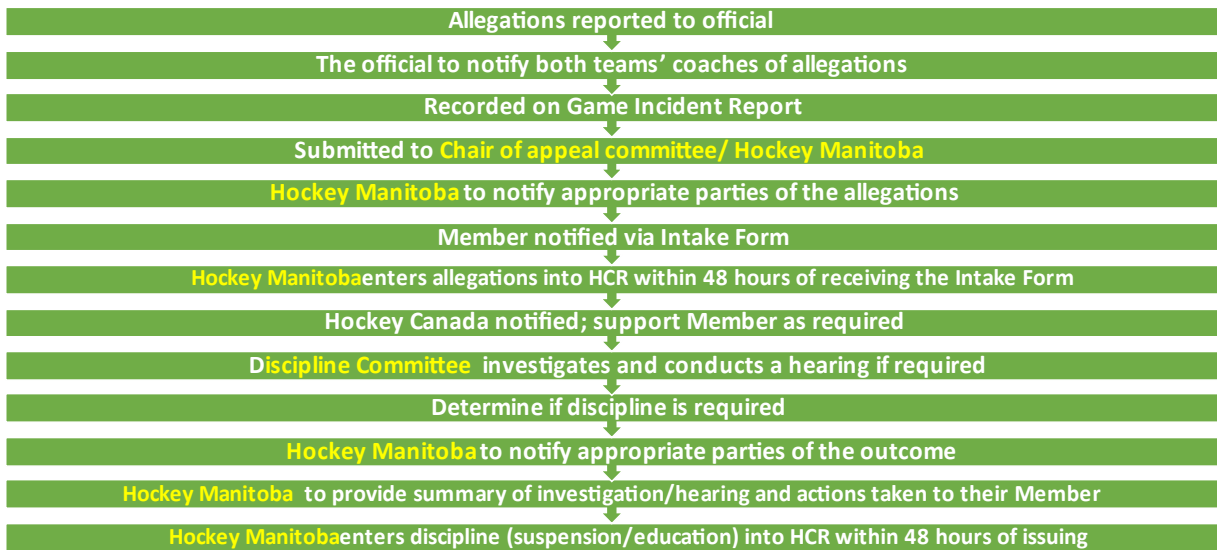 Allegations reported to official
The official to notify both teams’ coaches of allegations
Recorded on Game Incident Report
Submitted to Chair of appeal committee/ Hockey Manitoba
Hockey Manitoba to notify appropriate parties of the allegations
Member notified via Intake Form
Hockey Manitobaenters allegations into HCR within 48 hours of receiving the Intake Form
Hockey Canada notified; support Member as required
Discipline Committee investigates and conducts a hearing if required
Determine if discipline is required
Hockey Manitoba to notify appropriate parties of the outcome
Hockey Manitoba to provide summary of investigation/hearing and actions taken to their Member
Hockey Manitobaenters discipline (suspension/education) into HCR within 48 hours of issuing